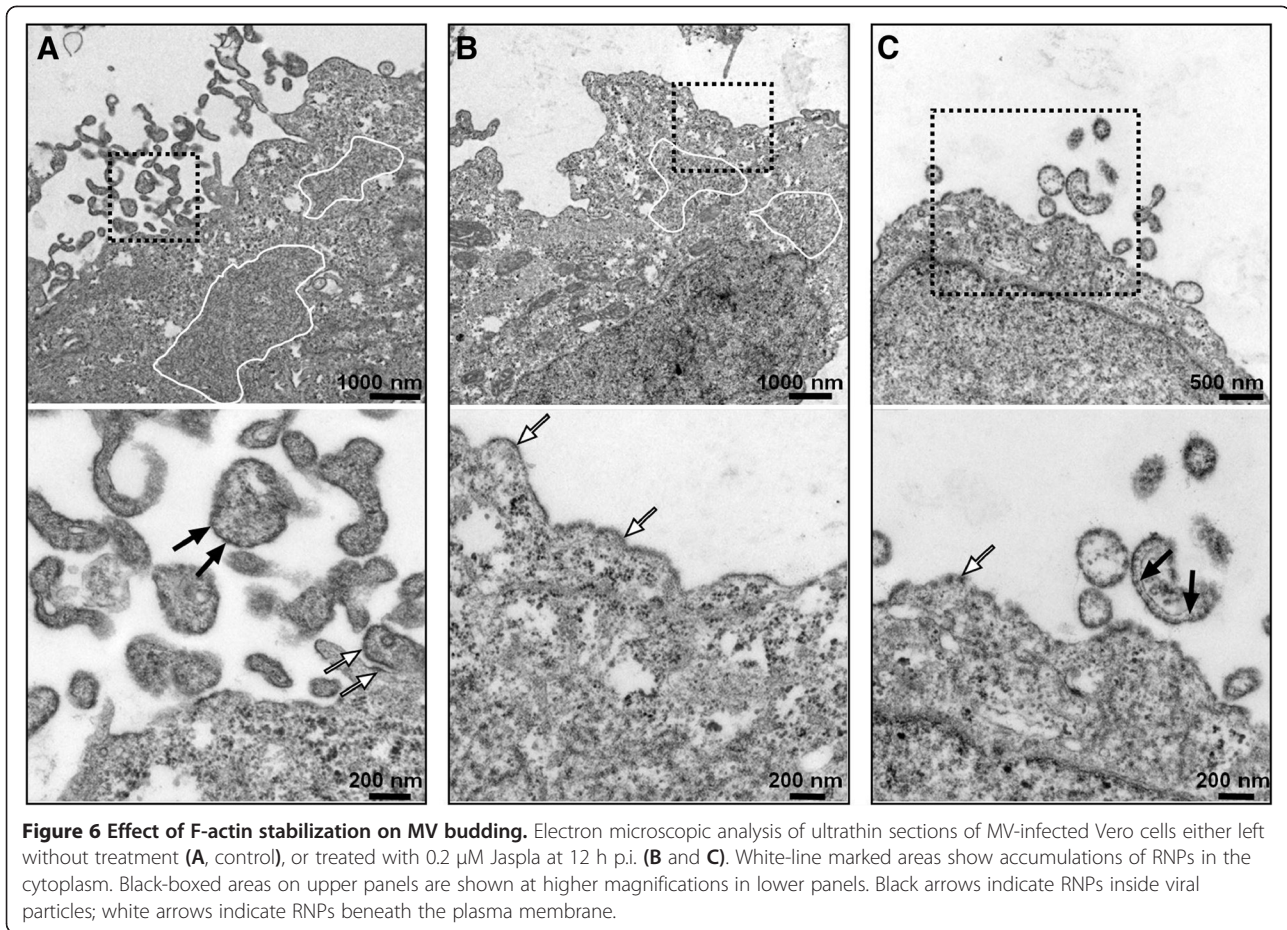 A
B
C
1000 nm
1000 nm
500 nm
200 nm
200 nm
200 nm
Figure 6 Effect of F-actin stabilization on MV budding. Electron microscopic analysis of ultrathin sections of MV-infected Vero cells either left
without treatment (A, control), or treated with 0.2 μM Jaspla at 12 h p.i. (B and C). White-line marked areas show accumulations of RNPs in the
cytoplasm. Black-boxed areas on upper panels are shown at higher magnifications in lower panels. Black arrows indicate RNPs inside viral
particles; white arrows indicate RNPs beneath the plasma membrane.